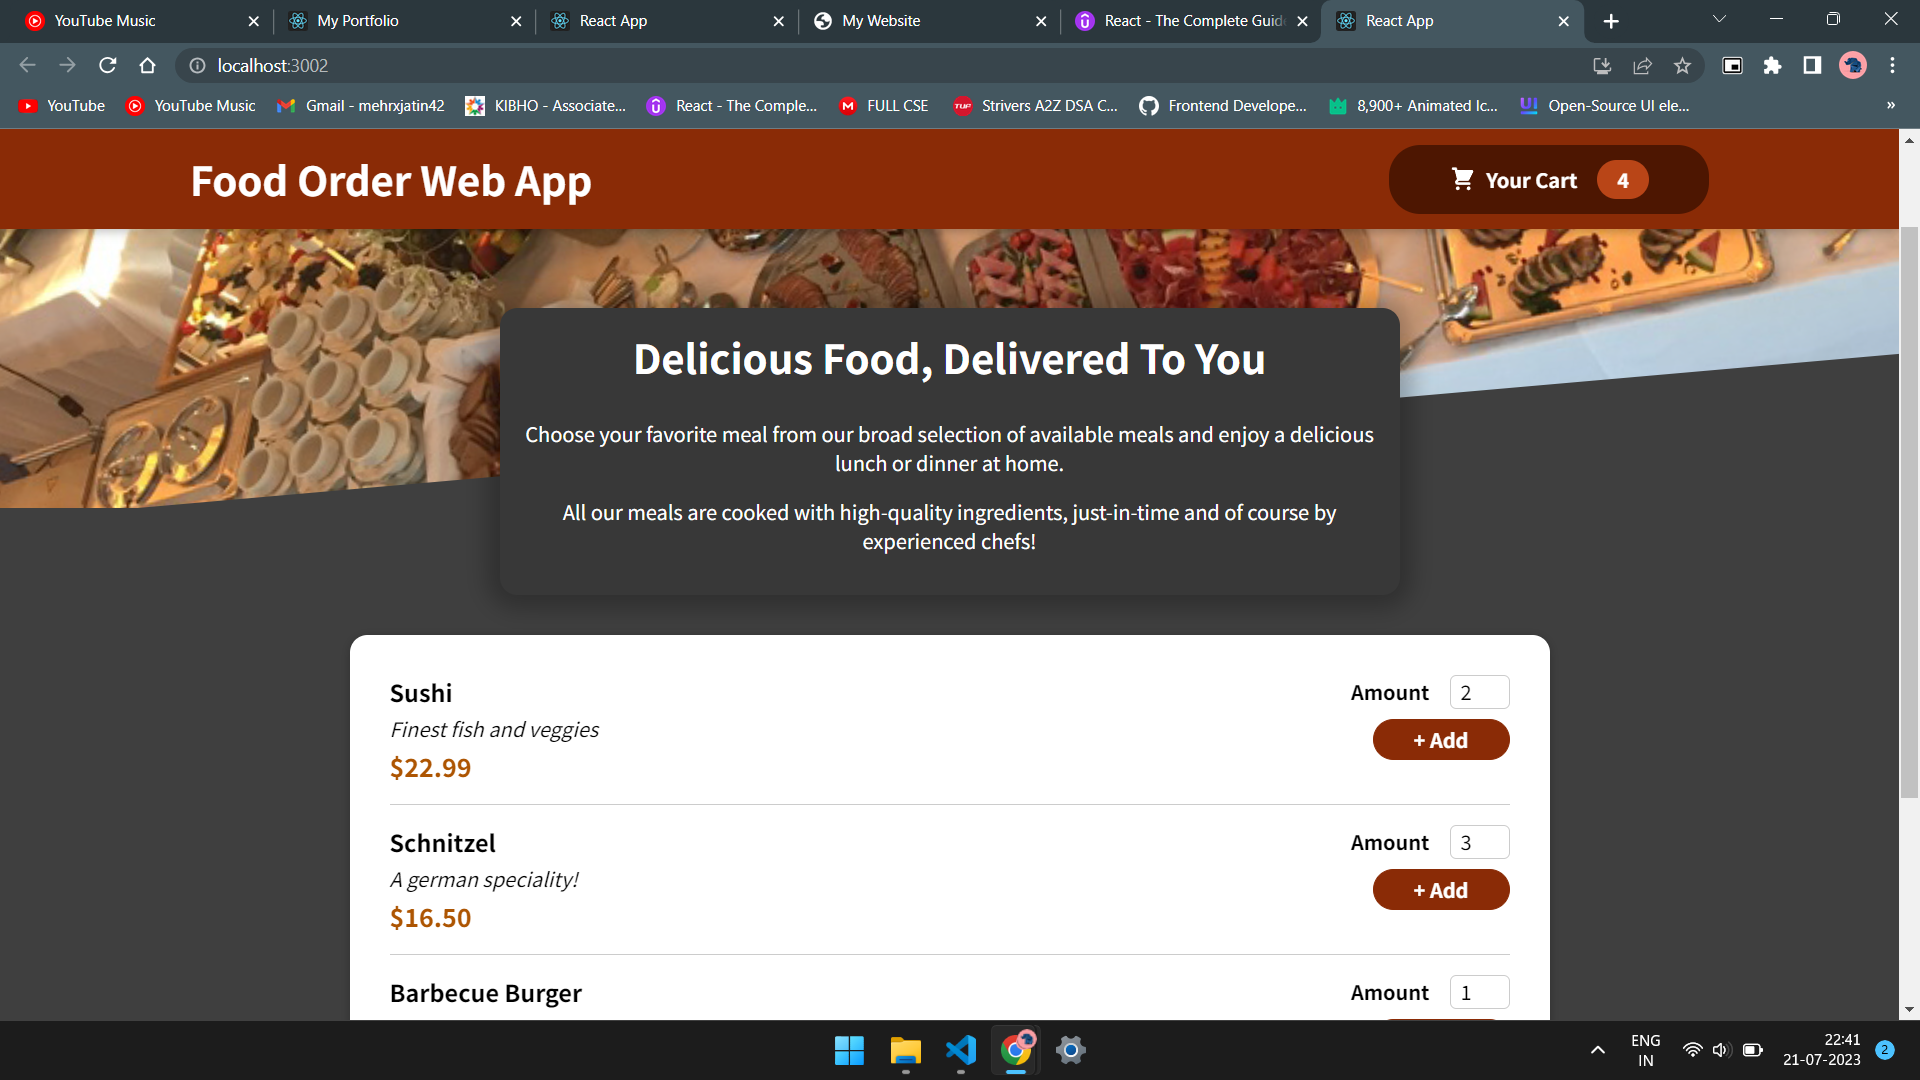 YouTube Music
My Portfolio
React App
My Website
React - The Complete Guid
React App
localhost:3002
YouTube
YouTube Music
Gmail - mehrxjatin42
KIBHO - Associate...
React - The Comple...
FULL CSE
TUF
Strivers A2Z DSA C...
Frontend Develope...
8,900+ Animated Ic...
Open-Source UI ele...
»
Food Order Web App
Your Cart 4
Delicious Food, Delivered To You
Choose your favorite meal from our broad selection of available meals and enjoy a delicious
lunch or dinner at home.
All our meals are cooked with high-quality ingredients, just-in-time and of course by
experienced chefs!
Sushi
Amount 2
Finest fish and veggies
+ Add
$22.99
Schnitzel
Amount 3
A german speciality!
+ Add
$16.50
Barbecue Burger
Amount 1
ENG
IN
22:41
21-07-2023
2